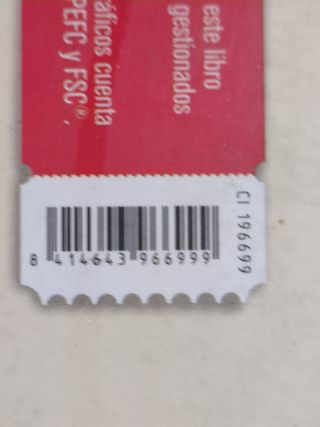 este libro
gestionados
áficos cuenta
PEFC y FSC®.
CI 196699
8 414643 966999